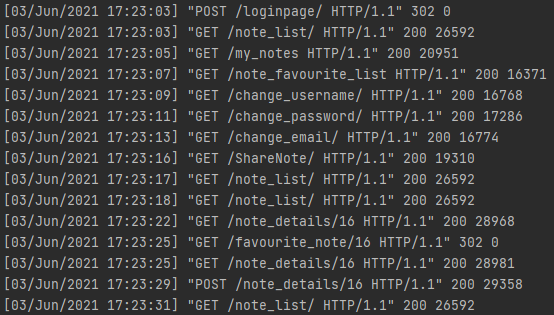 [03/Jun/2021 17:23:03] "POST /loginpage/ HTTP/1.1" 302 0
[03/Jun/2021 17:23:03] "GET /note_list/ HTTP/1.1" 200 26592
[03/Jun/2021 17:23:05] "GET /my_notes HTTP/1.1" 200 20951
[03/Jun/2021 17:23:07] "GET /note_favourite_list HTTP/1.1" 200 16371
[03/Jun/2021 17:23:09] "GET /change_username/ HTTP/1.1" 200 16768
[03/Jun/2021 17:23:11] "GET /change_password/ HTTP/1.1" 200 17286
[03/Jun/2021 17:23:13] "GET /change_email/ HTTP/1.1" 200 16774
[03/Jun/2021 17:23:16] "GET /ShareNote/ HTTP/1.1" 200 19310
[03/Jun/2021 17:23:17] "GET /note_list/ HTTP/1.1" 200 26592
[03/Jun/2021 17:23:18] "GET /note_list/ HTTP/1.1" 200 26592
[03/Jun/2021 17:23:22] "GET /note_details/16 HTTP/1.1" 200 28968
[03/Jun/2021 17:23:25] "GET /favourite_note/16 HTTP/1.1" 302 0
[03/Jun/2021 17:23:25] "GET /note_details/16 HTTP/1.1" 200 28981
[03/Jun/2021 17:23:29] "POST /note_details/16 HTTP/1.1" 200 29358
[03/Jun/2021 17:23:31] "GET /note_list/ HTTP/1.1" 200 26592